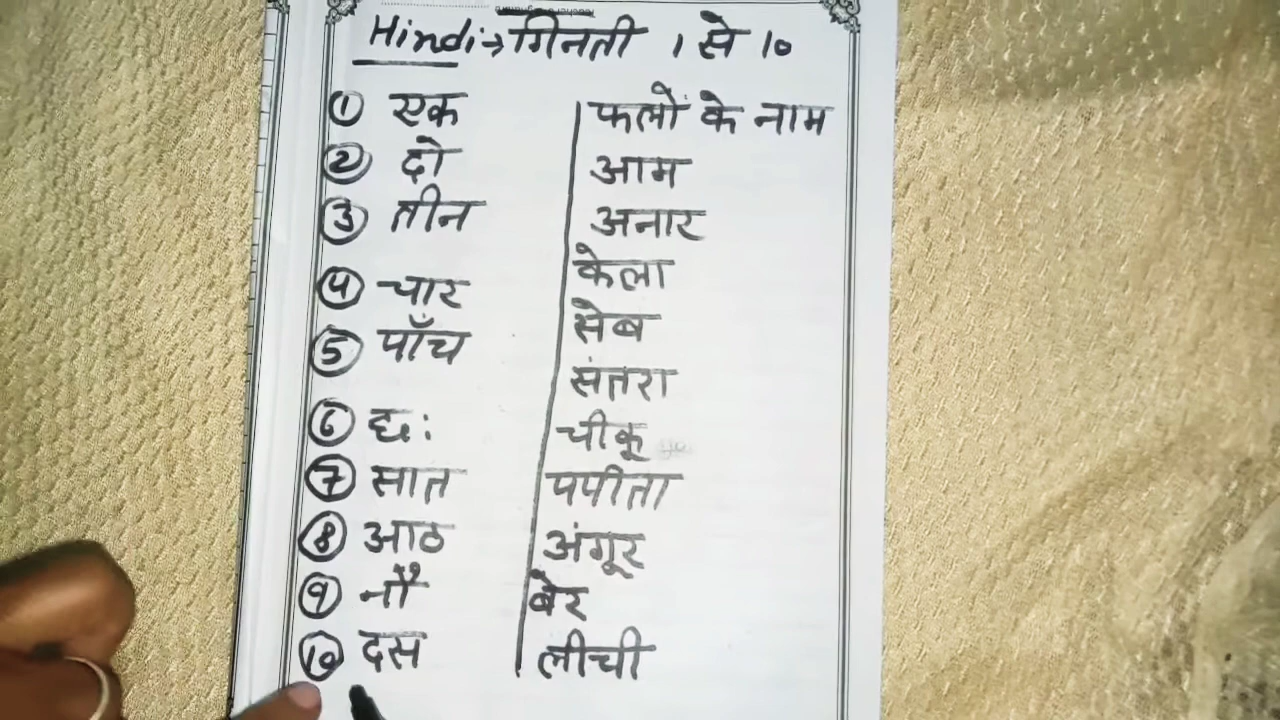 Hindi→ गिनती 1 से 10
① एक
② दो
③ तीन
④ चार
⑤ पाँच
⑥ छः
⑦ सात
⑧ आठ
⑨ नौ
⑩ दस
फलों के नाम
आम
अनार
केला
सेब
संतरा
चीकू
पपीता
अंगूर
बेर
लीची